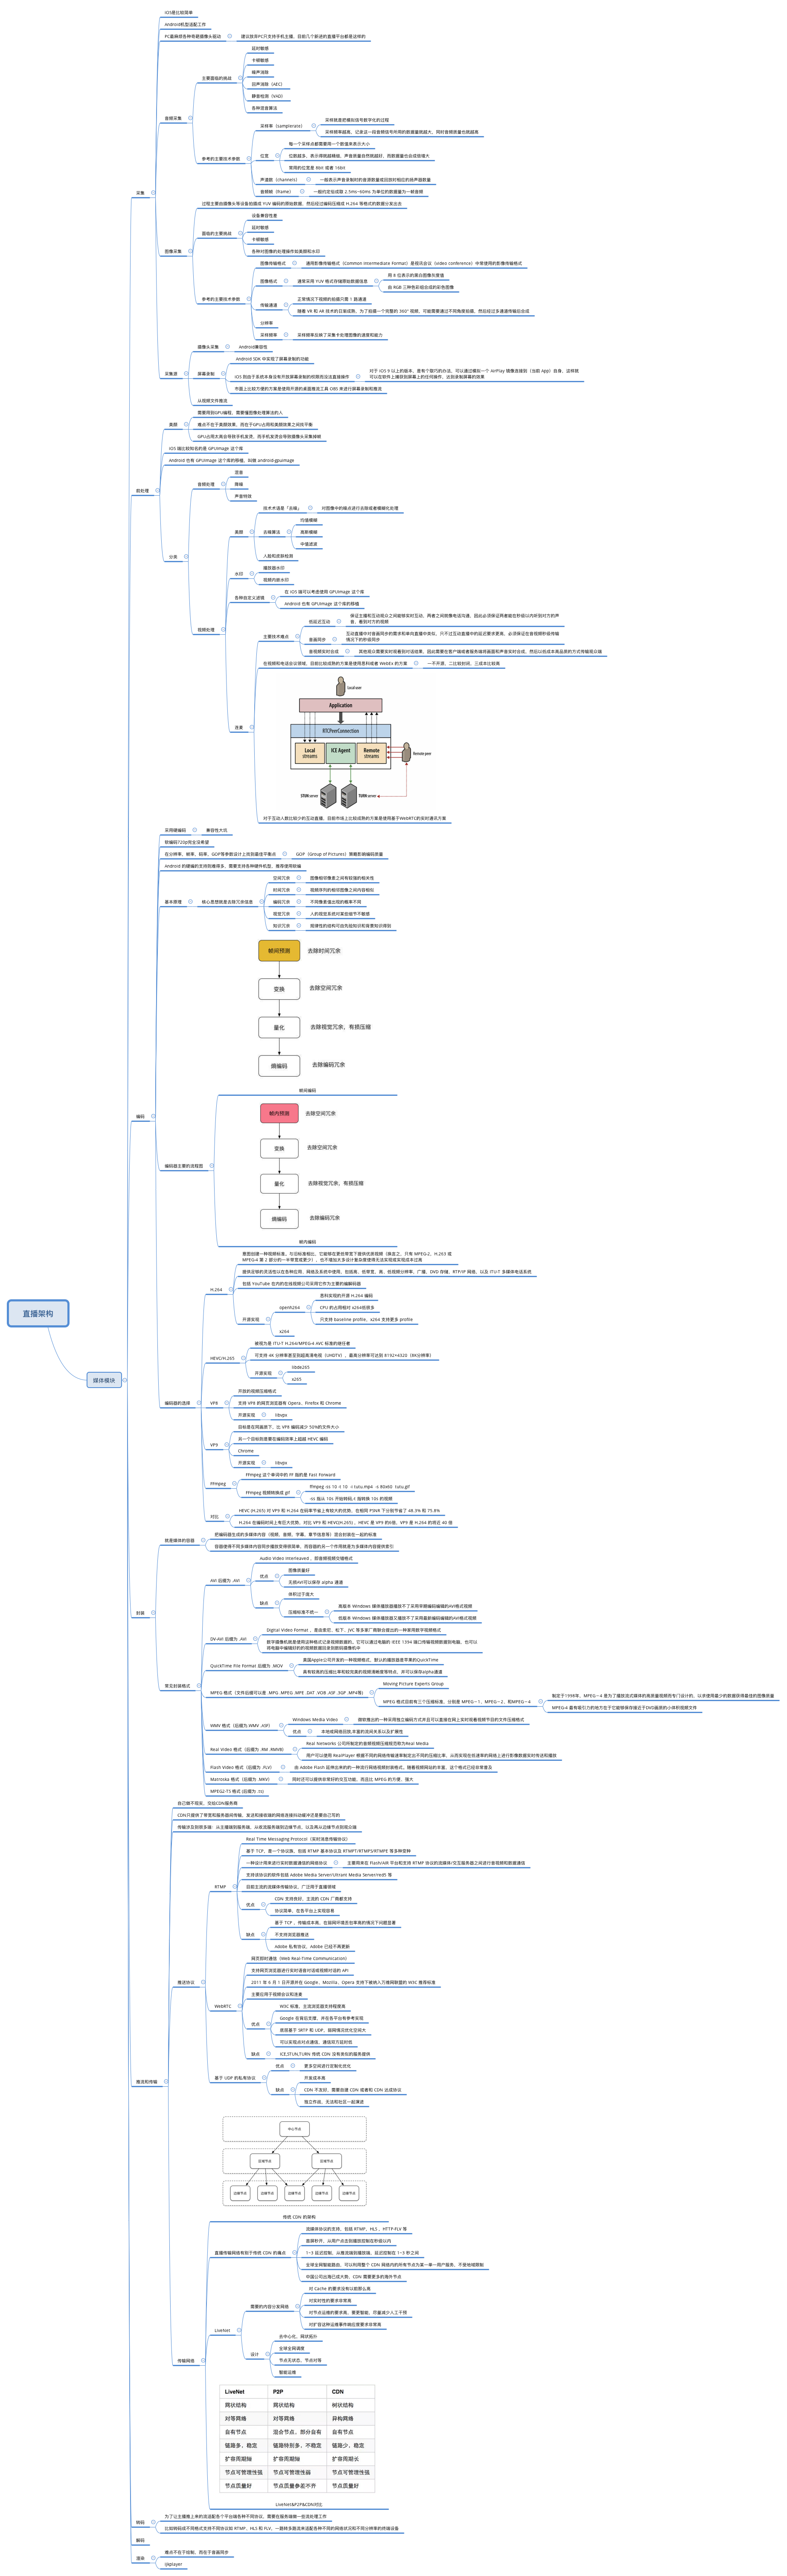 iOS是比较简单
Android机型适配工作
PC最麻烦各种奇葩摄像头驱动
建议放弃PC只支持手机主播，目前几个新进的直播平台都是这样的
延时敏感
卡顿敏感
噪声消除
回声消除（AEC）
静音检测（VAD）
各种混音算法
主要面临的挑战
音频采集
采样率（samplerate）
采样就是把模拟信号数字化的过程
采样频率越高，记录这一段音频信号所用的数据量就越大，同时音频质量也就越高
位宽
每一个采样点都需要用一个数值来表示大小
位数越多，表示得就越精细，声音质量自然就越好，而数据量也会成倍增大
常用的位宽是 8bit 或者 16bit
参考的主要技术参数
声道数（channels）
一般表示声音录制时的音源数量或回放时相应的扬声器数量
音频帧（frame）
一般约定俗成取 2.5ms~60ms 为单位的数据量为一帧音频
采集
过程主要由摄像头等设备拍摄成 YUV 编码的原始数据，然后经过编码压缩成 H.264 等格式的数据分发出去
设备兼容性差
延时敏感
卡顿敏感
各种对图像的处理操作如美颜和水印
面临的主要挑战
图像采集
图像传输格式
通用影像传输格式（Common Intermediate Format）是视讯会议（video conference）中常使用的影像传输格式
图像格式
通常采用 YUV 格式存储原始数据信息
用 8 位表示的黑白图像灰度值
由 RGB 三种色彩组合成的彩色图像
参考的主要技术参数
传输通道
正常情况下视频的拍摄只需 1 路通道
随着 VR 和 AR 技术的日渐成熟，为了拍摄一个完整的 360° 视频，可能需要通过不同角度拍摄，然后经过多通道传输后合成
分辨率
采样频率
采样频率反映了采集卡处理图像的速度和能力
摄像头采集
Android兼容性
采集源
屏幕录制
Android SDK 中实现了屏幕录制的功能
iOS 则由于系统本身没有开放屏幕录制的权限而没法直接操作
对于 iOS 9 以上的版本，是有个取巧的办法，可以通过模拟一个 AirPlay 镜像连接到（当前 App）自身，这样就
可以在软件上捕获到屏幕上的任何操作，达到录制屏幕的效果
市面上比较方便的方案是使用开源的桌面推流工具 OBS 来进行屏幕录制和推流
从视频文件推流
美颜
需要用到GPU编程，需要懂图像处理算法的人
难点不在于美颜效果，而在于GPU占用和美颜效果之间找平衡
GPU占用太高会导致手机发烫，而手机发烫会导致摄像头采集掉帧
iOS 端比较知名的是 GPUImage 这个库
Android 也有 GPUImage 这个库的移植，叫做 android-gpuimage
前处理
音频处理
混音
降噪
声音特效
分类
美颜
技术术语是「去噪」
对图像中的噪点进行去除或者模糊化处理
去噪算法
均值模糊
高斯模糊
中值滤波
人脸和皮肤检测
水印
播放器水印
视频内嵌水印
各种自定义滤镜
在 iOS 端可以考虑使用 GPUImage 这个库
Android 也有 GPUImage 这个库的移植
视频处理
主要技术难点
低延迟互动
保证主播和互动观众之间能够实时互动，两者之间就像电话沟通，因此必须保证两者能在秒级以内听到对方的声
音，看到对方的视频
音画同步
互动直播中对音画同步的需求和单向直播中类似，只不过互动直播中的延迟要求更高，必须保证在音视频秒级传输
情况下的秒级同步
音视频实时合成
其他观众需要实时观看到对话结果，因此需要在客户端或者服务端将画面和声音实时合成，然后以低成本高品质的方式传输观众端
在视频和电话会议领域，目前比较成熟的方案是使用思科或者 WebEx 的方案
一不开源，二比较封闭，三成本比较高
Local user
Application
连麦
RTCPeerConnection
Local
streams
ICE Agent
Remote
streams
Remote peer
STUN server
TURN server
对于互动人数比较少的互动直播，目前市场上比较成熟的方案是使用基于WebRTC的实时通讯方案
采用硬编码
兼容性大坑
软编码720p完全没希望
在分辨率，帧率，码率，GOP等参数设计上找到最佳平衡点
GOP（Group of Pictures）策略影响编码质量
Android 的硬编的支持则难得多，需要支持各种硬件机型，推荐使用软编
基本原理
核心思想就是去除冗余信息
空间冗余
图像相邻像素之间有较强的相关性
时间冗余
视频序列的相邻图像之间内容相似
编码冗余
不同像素值出现的概率不同
视觉冗余
人的视觉系统对某些细节不敏感
知识冗余
规律性的结构可由先验知识和背景知识得到
帧间预测
去除时间冗余
变换
去除空间冗余
量化
去除视觉冗余，有损压缩
熵编码
去除编码冗余
帧间编码
帧内预测
去除空间冗余
编码
变换
去除空间冗余
编码器主要的流程图
量化
去除视觉冗余，有损压缩
熵编码
去除编码冗余
帧内编码
意图创建一种视频标准，与旧标准相比，它能够在更低带宽下提供优质视频（换言之，只有 MPEG-2，H.263 或
MPEG-4 第 2 部分的一半带宽或更少），也不增加太多设计复杂度使得无法实现或实现成本过高
提供足够的灵活性以在各种应用、网络及系统中使用，包括高、低带宽，高、低视频分辨率，广播，DVD 存储，RTP/IP 网络，以及 ITU-T 多媒体电话系统
包括 YouTube 在内的在线视频公司采用它作为主要的编解码器
H.264
开源实现
openh264
思科实现的开源 H.264 编码
CPU 的占用相对 x264低很多
只支持 baseline profile，x264 支持更多 profile
x264
直播架构
HEVC/H.265
被视为是 ITU-T H.264/MPEG-4 AVC 标准的继任者
可支持 4K 分辨率甚至到超高清电视（UHDTV），最高分辨率可达到 8192×4320（8K分辨率）
开源实现
libde265
x265
媒体模块
编码器的选择
VP8
开放的视频压缩格式
支持 VP8 的网页浏览器有 Opera、Firefox 和 Chrome
开源实现
libvpx
VP9
目标是在同画质下，比 VP8 编码减少 50%的文件大小
另一个目标则是要在编码效率上超越 HEVC 编码
Chrome
开源实现
libvpx
FFmpeg
FFmpeg 这个单词中的 FF 指的是 Fast Forward
FFmpeg 视频转换成 gif
ffmpeg -ss 10 -t 10 -i tutu.mp4 -s 80x60 tutu.gif
-ss 指从 10s 开始转码,-t 指转换 10s 的视频
对比
HEVC (H.265) 对 VP9 和 H.264 在码率节省上有较大的优势，在相同 PSNR 下分别节省了 48.3% 和 75.8%
H.264 在编码时间上有巨大优势，对比 VP9 和 HEVC(H.265) ，HEVC 是 VP9 的6倍，VP9 是 H.264 的将近 40 倍
就是媒体的容器
把编码器生成的多媒体内容（视频，音频，字幕，章节信息等）混合封装在一起的标准
容器使得不同多媒体内容同步播放变得很简单，而容器的另一个作用就是为多媒体内容提供索引
封装
AVI 后缀为 .AVI
Audio Video Interleaved ，即音频视频交错格式
优点
图像质量好
无损AVI可以保存 alpha 通道
缺点
体积过于庞大
压缩标准不统一
高版本 Windows 媒体播放器播放不了采用早期编码编辑的AVI格式视频
低版本 Windows 媒体播放器又播放不了采用最新编码编辑的AVI格式视频
DV-AVI 后缀为 .AVI
Digital Video Format ，是由索尼、松下、JVC 等多家厂商联合提出的一种家用数字视频格式
数字摄像机就是使用这种格式记录视频数据的，它可以通过电脑的 IEEE 1394 端口传输视频数据到电脑，也可以
将电脑中编辑好的的视频数据回录到数码摄像机中
QuickTime File Format 后缀为 .MOV
美国Apple公司开发的一种视频格式，默认的播放器是苹果的QuickTime
具有较高的压缩比率和较完美的视频清晰度等特点，并可以保存alpha通道
常见封装格式
MPEG 格式（文件后缀可以是 .MPG .MPEG .MPE .DAT .VOB .ASF .3GP .MP4等)
Moving Picture Experts Group
MPEG 格式目前有三个压缩标准，分别是 MPEG－1、MPEG－2、和MPEG－4
制定于1998年，MPEG－4 是为了播放流式媒体的高质量视频而专门设计的，以求使用最少的数据获得最佳的图像质量
MPEG-4 最有吸引力的地方在于它能够保存接近于DVD画质的小体积视频文件
WMV 格式（后缀为.WMV .ASF）
Windows Media Video
微软推出的一种采用独立编码方式并且可以直接在网上实时观看视频节目的文件压缩格式
优点
本地或网络回放,丰富的流间关系以及扩展性
Real Video 格式（后缀为 .RM .RMVB）
Real Networks 公司所制定的音频视频压缩规范称为Real Media
用户可以使用 RealPlayer 根据不同的网络传输速率制定出不同的压缩比率，从而实现在低速率的网络上进行影像数据实时传送和播放
Flash Video 格式（后缀为 .FLV）
由 Adobe Flash 延伸出来的的一种流行网络视频封装格式。随着视频网站的丰富，这个格式已经非常普及
Matroska 格式（后缀为 .MKV）
同时还可以提供非常好的交互功能，而且比 MPEG 的方便、强大
MPEG2-TS 格式 (后缀为 .ts)
自己做不现实，交给CDN服务商
CDN只提供了带宽和服务器间传输，发送和接收端的网络连接抖动缓冲还是要自己写的
传输涉及到很多端：从主播端到服务端，从收流服务端到边缘节点，以及再从边缘节点到观众端
Real Time Messaging Protocol（实时消息传输协议）
基于 TCP，是一个协议族，包括 RTMP 基本协议及 RTMPT/RTMPS/RTMPE 等多种变种
一种设计用来进行实时数据通信的网络协议
主要用来在 Flash/AIR 平台和支持 RTMP 协议的流媒体/交互服务器之间进行音视频和数据通信
支持该协议的软件包括 Adobe Media Server/Ultrant Media Server/red5 等
RTMP
目前主流的流媒体传输协议，广泛用于直播领域
优点
CDN 支持良好，主流的 CDN 厂商都支持
协议简单，在各平台上实现容易
缺点
基于 TCP ，传输成本高，在弱网环境丢包率高的情况下问题显著
不支持浏览器推送
Adobe 私有协议，Adobe 已经不再更新
网页即时通信（Web Real-Time Communication）
支持网页浏览器进行实时语音对话或视频对话的 API
2011 年 6 月 1 日开源并在 Google、Mozilla、Opera 支持下被纳入万维网联盟的 W3C 推荐标准
推送协议
主要应用于视频会议和连麦
WebRTC
优点
W3C 标准，主流浏览器支持程度高
Google 在背后支撑，并在各平台有参考实现
底层基于 SRTP 和 UDP，弱网情况优化空间大
可以实现点对点通信，通信双方延时低
缺点
ICE,STUN,TURN 传统 CDN 没有类似的服务提供
基于 UDP 的私有协议
优点
更多空间进行定制化优化
缺点
开发成本高
CDN 不友好，需要自建 CDN 或者和 CDN 达成协议
独立作战，无法和社区一起演进
推流和传输
中心节点
区域节点
区域节点
边缘节点
边缘节点
边缘节点
边缘节点
边缘节点
传统 CDN 的架构
流媒体协议的支持，包括 RTMP，HLS ，HTTP-FLV 等
首屏秒开，从用户点击到播放控制在秒级以内
直播传输网络有别于传统 CDN 的痛点
1~3 延迟控制，从推流端到播放端，延迟控制在 1~3 秒之间
全球全网智能路由，可以利用整个 CDN 网络内的所有节点为某一单一用户服务，不受地域限制
中国公司出海已成大势，CDN 需要更多的海外节点
传输网络
LiveNet
需要的内容分发网络
对 Cache 的要求没有以前那么高
对实时性的要求非常高
对节点运维的要求高，要更智能，尽量减少人工干预
对扩容这种运维事件响应度要求非常高
设计
去中心化，网状拓扑
全球全网调度
节点无状态，节点对等
智能运维
LiveNet P2P CDN
网状结构 网状结构 树状结构
对等网络 对等网络 异构网络
自有节点 混合节点，部分自有 自有节点
链路多，稳定 链路特别多，不稳定 链路少，稳定
扩容周期短 扩容周期短 扩容周期长
节点可管理性强 节点可管理性弱 节点可管理性强
节点质量好 节点质量参差不齐 节点质量好
LiveNet&P2P&CDN对比
转码
为了让主播推上来的流适配各个平台端各种不同协议，需要在服务端做一些流处理工作
比如转码成不同格式支持不同协议如 RTMP、HLS 和 FLV，一路转多路流来适配各种不同的网络状况和不同分辨率的终端设备
解码
渲染
难点不在于绘制，而在于音画同步
ijkplayer